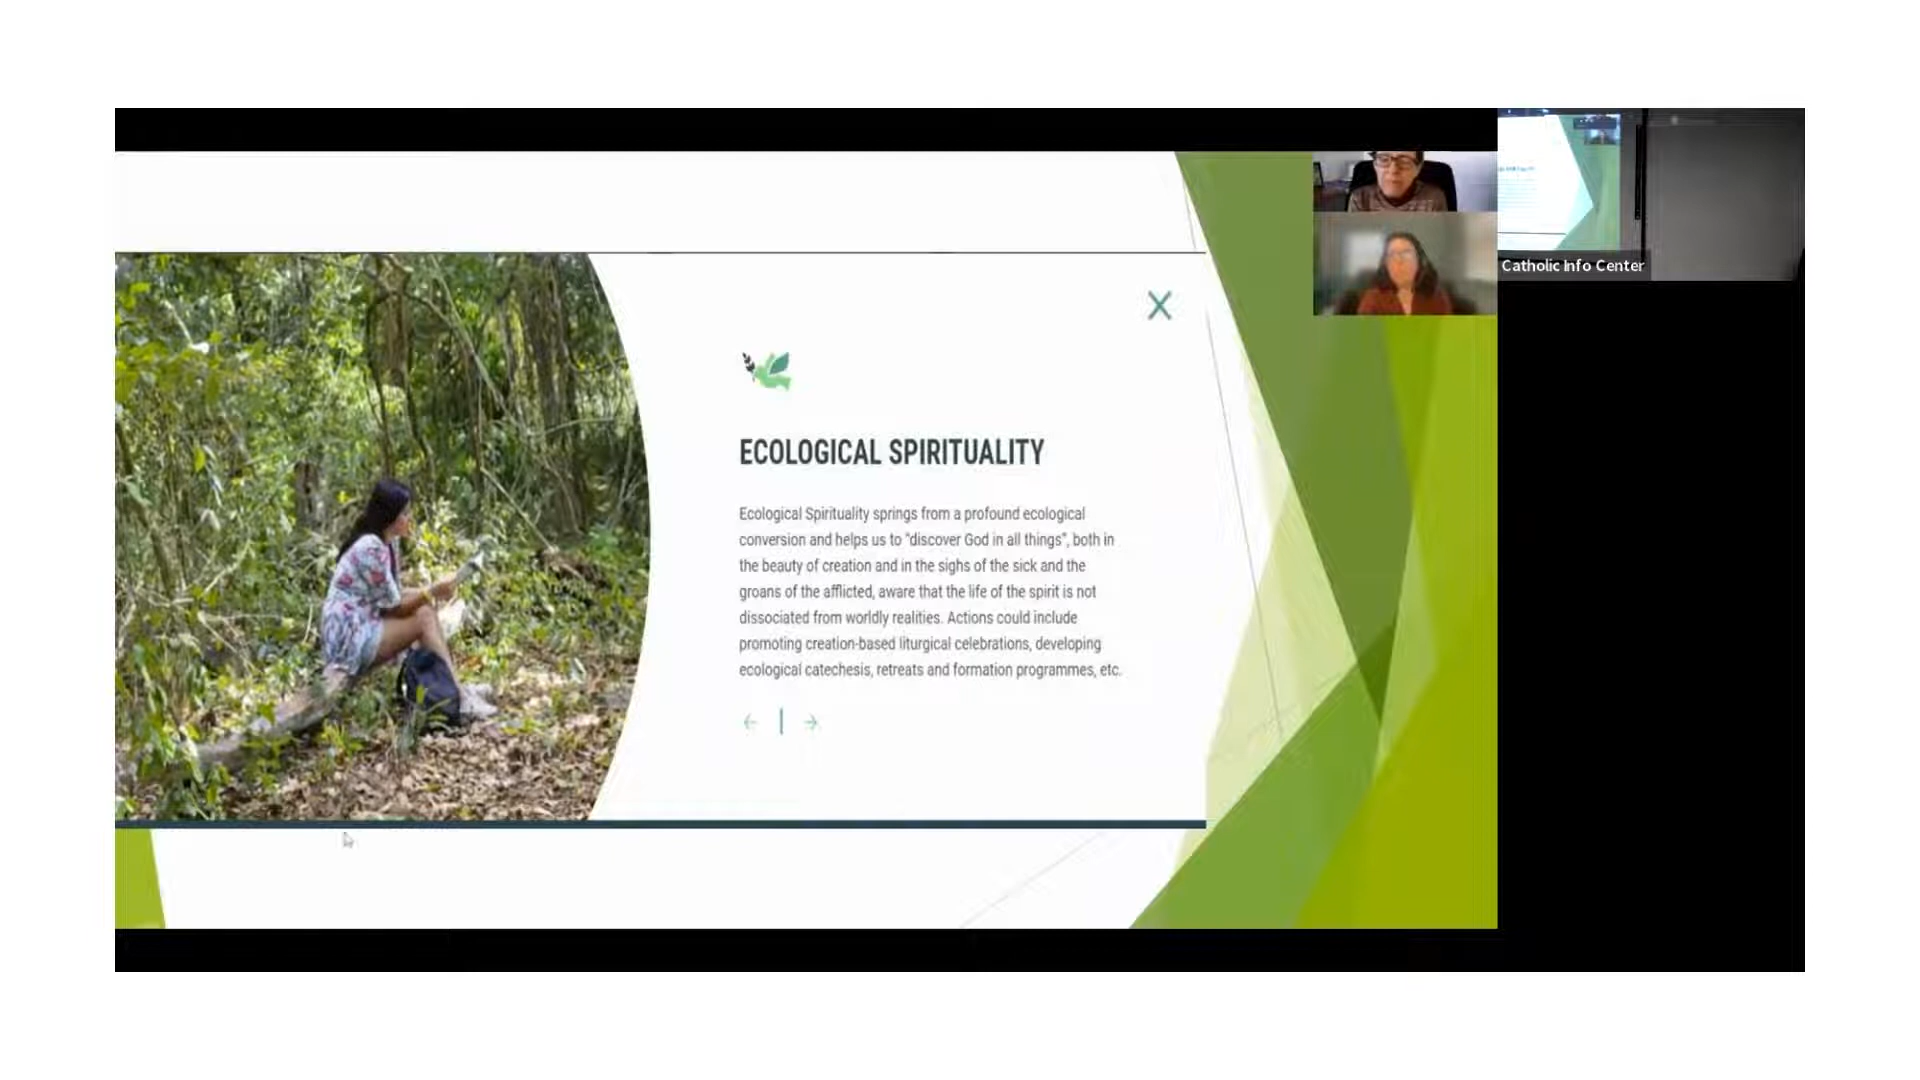 Catholic Info Center
ECOLOGICAL SPIRITUALITY
Ecological Spirituality springs from a profound ecological
conversion and helps us to "discover God in all things", both in
the beauty of creation and in the sighs of the sick and the
groans of the afflicted, aware that the life of the spirit is not
dissociated from worldly realities. Actions could include
promoting creation-based liturgical celebrations, developing
ecological catechesis, retreats and formation programmes, etc.